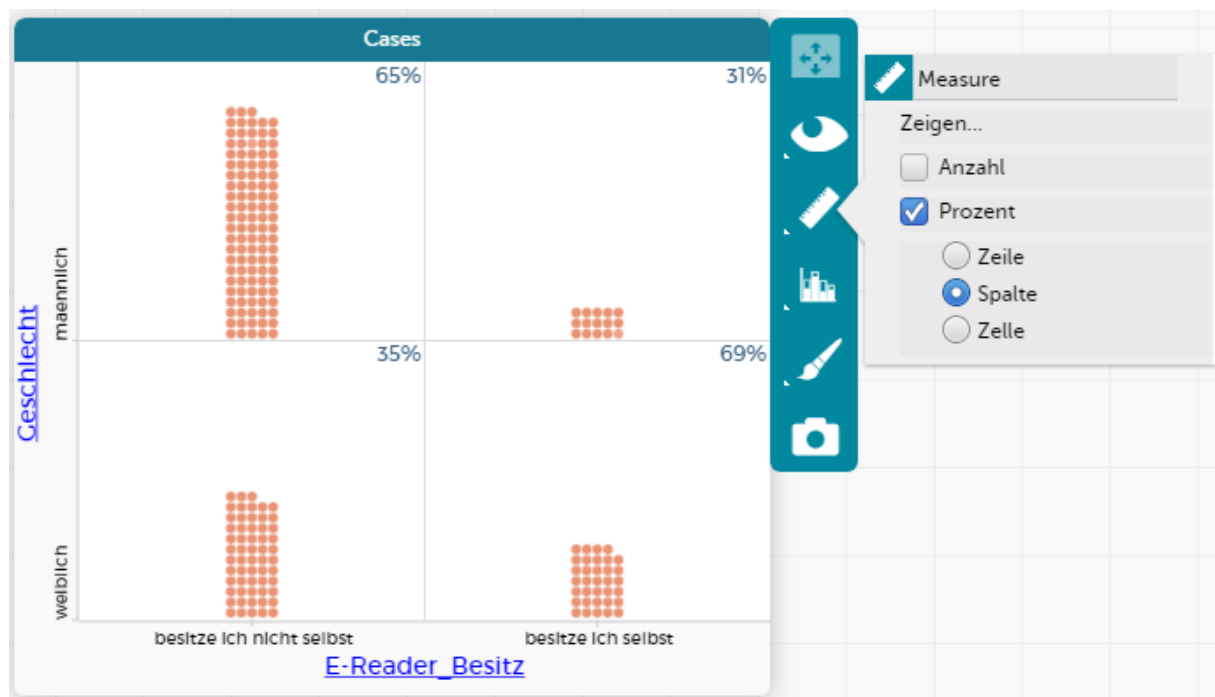 Cases
65%
31%
maennlich
35%
69%
Geschlecht
weiblich
besitze ich nicht selbst
besitze ich selbst
E-Reader_Besitz
Measure
Zeigen...
Anzahl
Prozent
Zeile
Spalte
Zelle